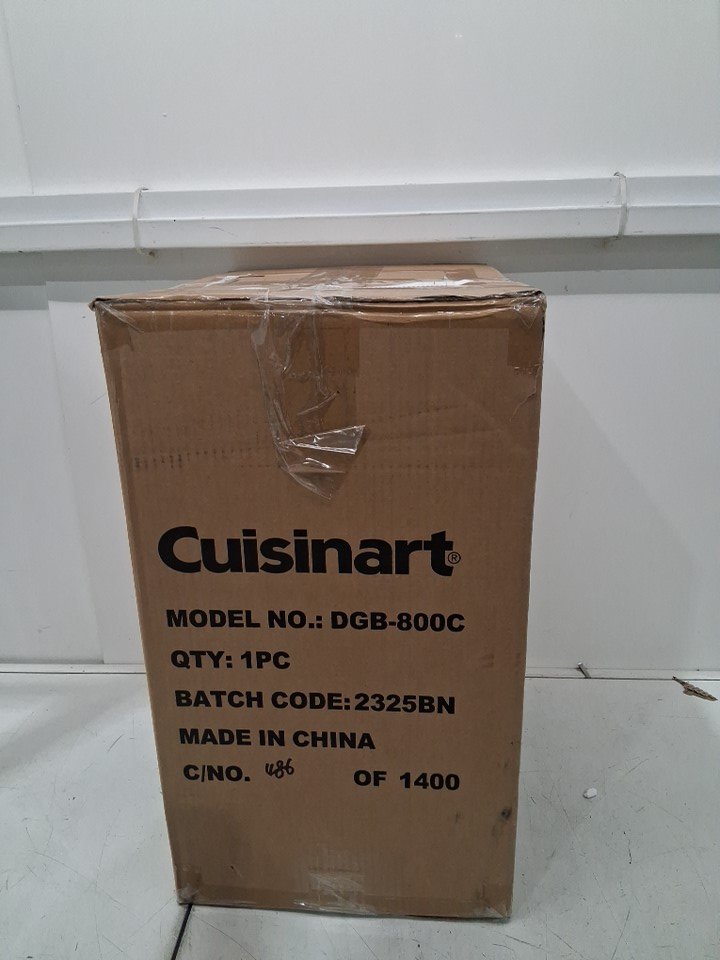 Cuisinart®
MODEL NO.: DGB-800C
QTY: 1PC
BATCH CODE: 2325BN
MADE IN CHINA
C/NO. 486 OF 1400